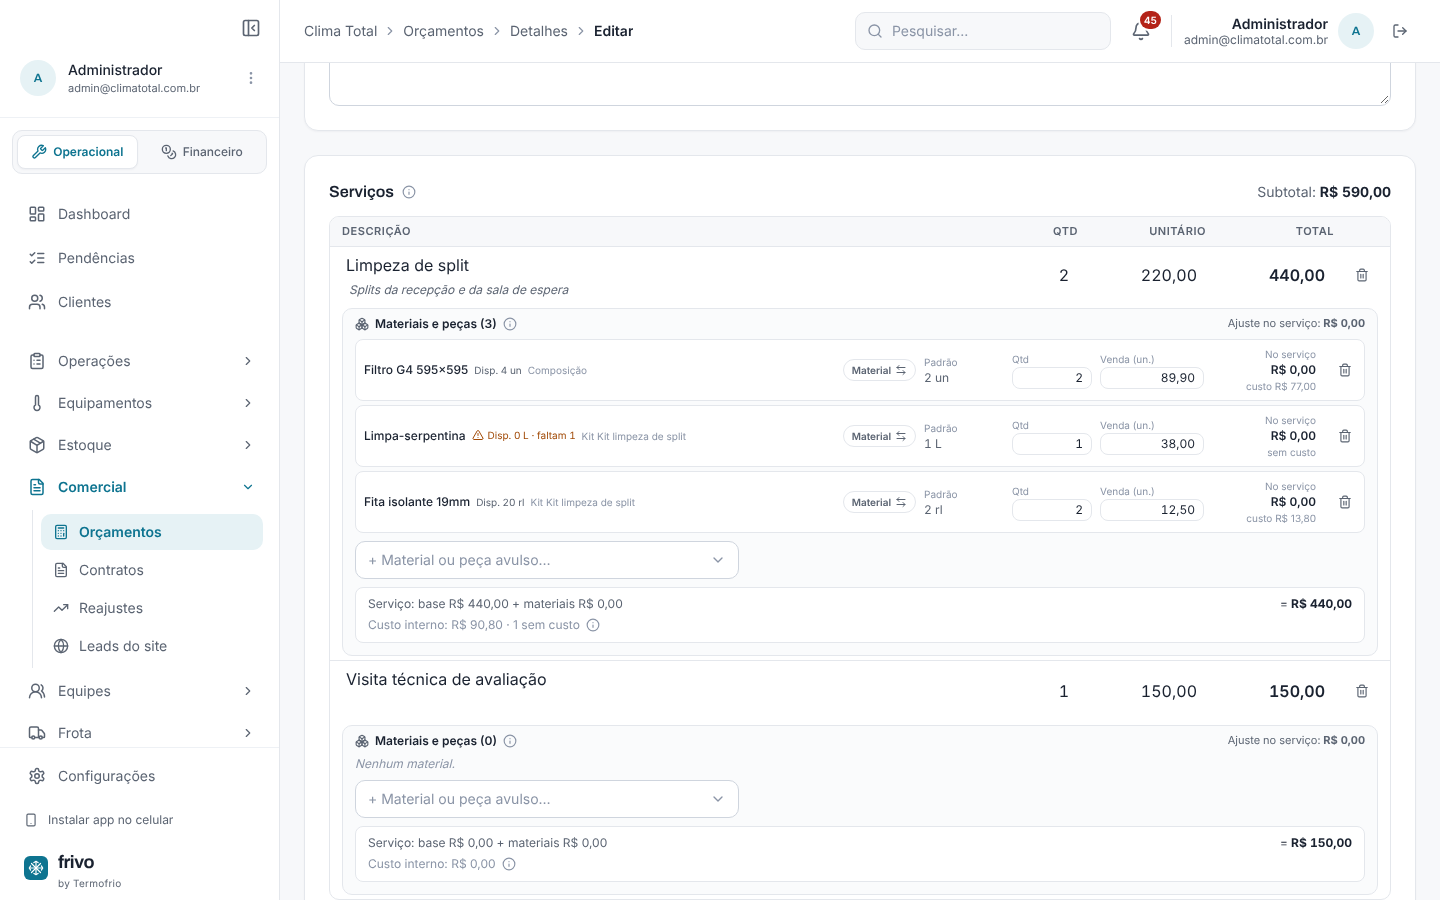 Clima Total > Orçamentos > Detalhes > Editar
Pesquisar...
45
Administrador
admin@climatotal.com.br
A
A
Administrador
admin@climatotal.com.br
Operacional
Financeiro
Dashboard
Pendências
Clientes
Operações
Equipamentos
Estoque
Comercial
Orçamentos
Contratos
Reajustes
Leads do site
Equipes
Frota
Configurações
Instalar app no celular
frivo
by Termofrio
Serviços
Subtotal: R$ 590,00
DESCRIÇÃO QTD UNITÁRIO TOTAL
Limpeza de split 2 220,00 440,00
Splits da recepção e da sala de espera
Materiais e peças (3) Ajuste no serviço: R$ 0,00
Filtro G4 595×595 Disp. 4 un Composição
Material
Padrão
2 un
Qtd
2
Venda (un.)
89,90
No serviço
R$ 0,00
custo R$ 77,00
Limpa-serpentina Disp. 0 L · faltam 1 Kit Kit limpeza de split
Material
Padrão
1 L
Qtd
1
Venda (un.)
38,00
No serviço
R$ 0,00
sem custo
Fita isolante 19mm Disp. 20 rl Kit Kit limpeza de split
Material
Padrão
2 rl
Qtd
2
Venda (un.)
12,50
No serviço
R$ 0,00
custo R$ 13,80
+ Material ou peça avulso...
Serviço: base R$ 440,00 + materiais R$ 0,00 = R$ 440,00
Custo interno: R$ 90,80 · 1 sem custo
Visita técnica de avaliação 1 150,00 150,00
Materiais e peças (0) Ajuste no serviço: R$ 0,00
Nenhum material.
+ Material ou peça avulso...
Serviço: base R$ 0,00 + materiais R$ 0,00 = R$ 150,00
Custo interno: R$ 0,00